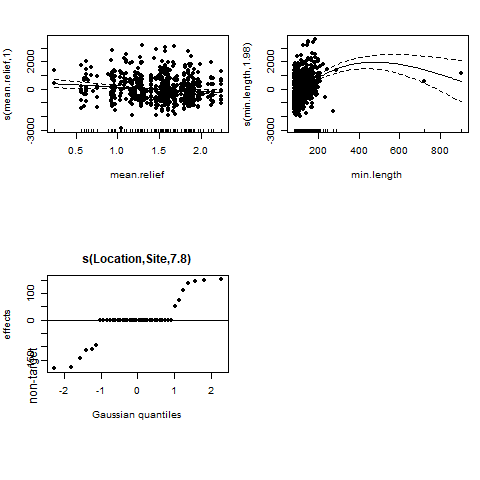 s(mean.relief,1)
-3000
0
2000
0.5
1.0
1.5
2.0
mean.relief
s(min.length,1.98)
-3000
0
2000
200
400
600
800
min.length
s(Location,Site,7.8)
effects
non-target
0
100
-2
-1
0
1
2
Gaussian quantiles